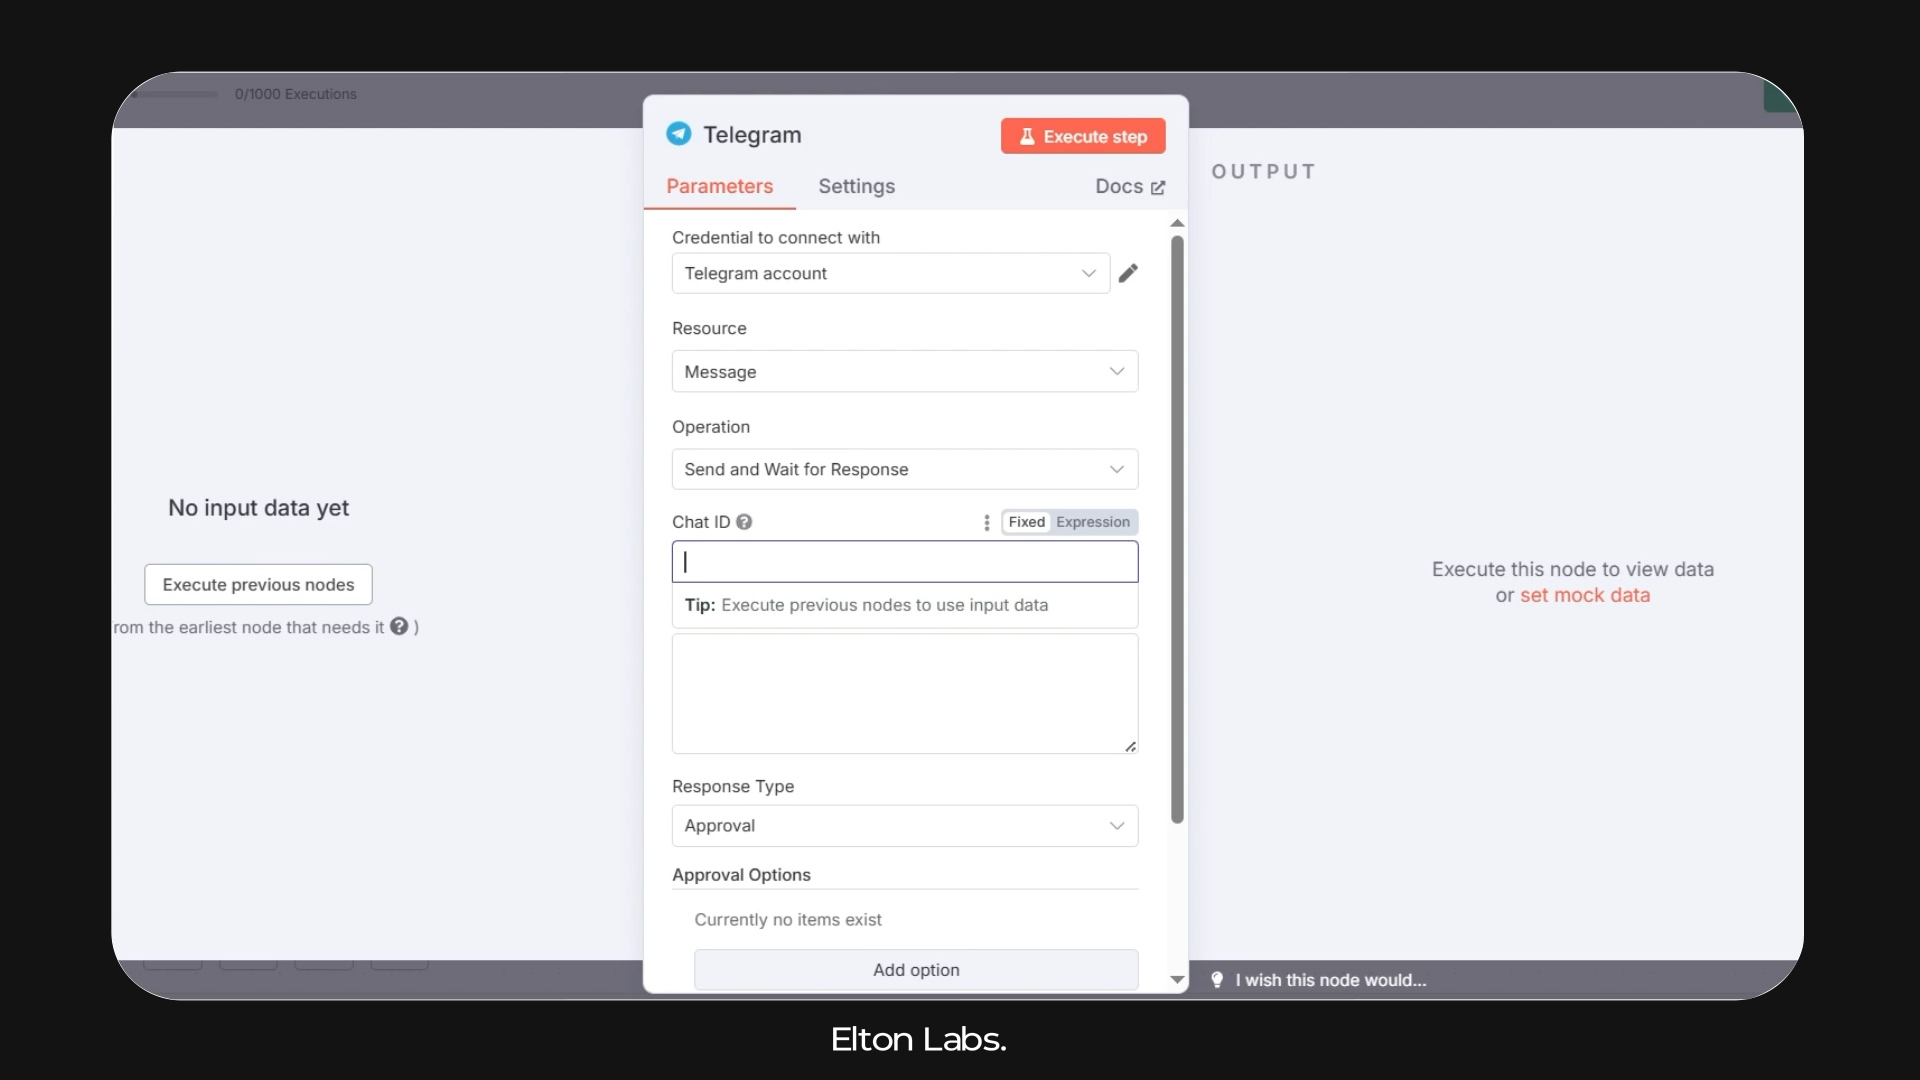 0/1000 Executions
Telegram
Execute step
Parameters
Settings
Docs
OUTPUT
Credential to connect with
Telegram account
Resource
Message
Operation
Send and Wait for Response
Chat ID
Fixed
Expression
Tip: Execute previous nodes to use input data
Response Type
Approval
Approval Options
Currently no items exist
Add option
No input data yet
Execute previous nodes
rom the earliest node that needs it ? )
Execute this node to view data
or set mock data
I wish this node would...
Elton Labs.